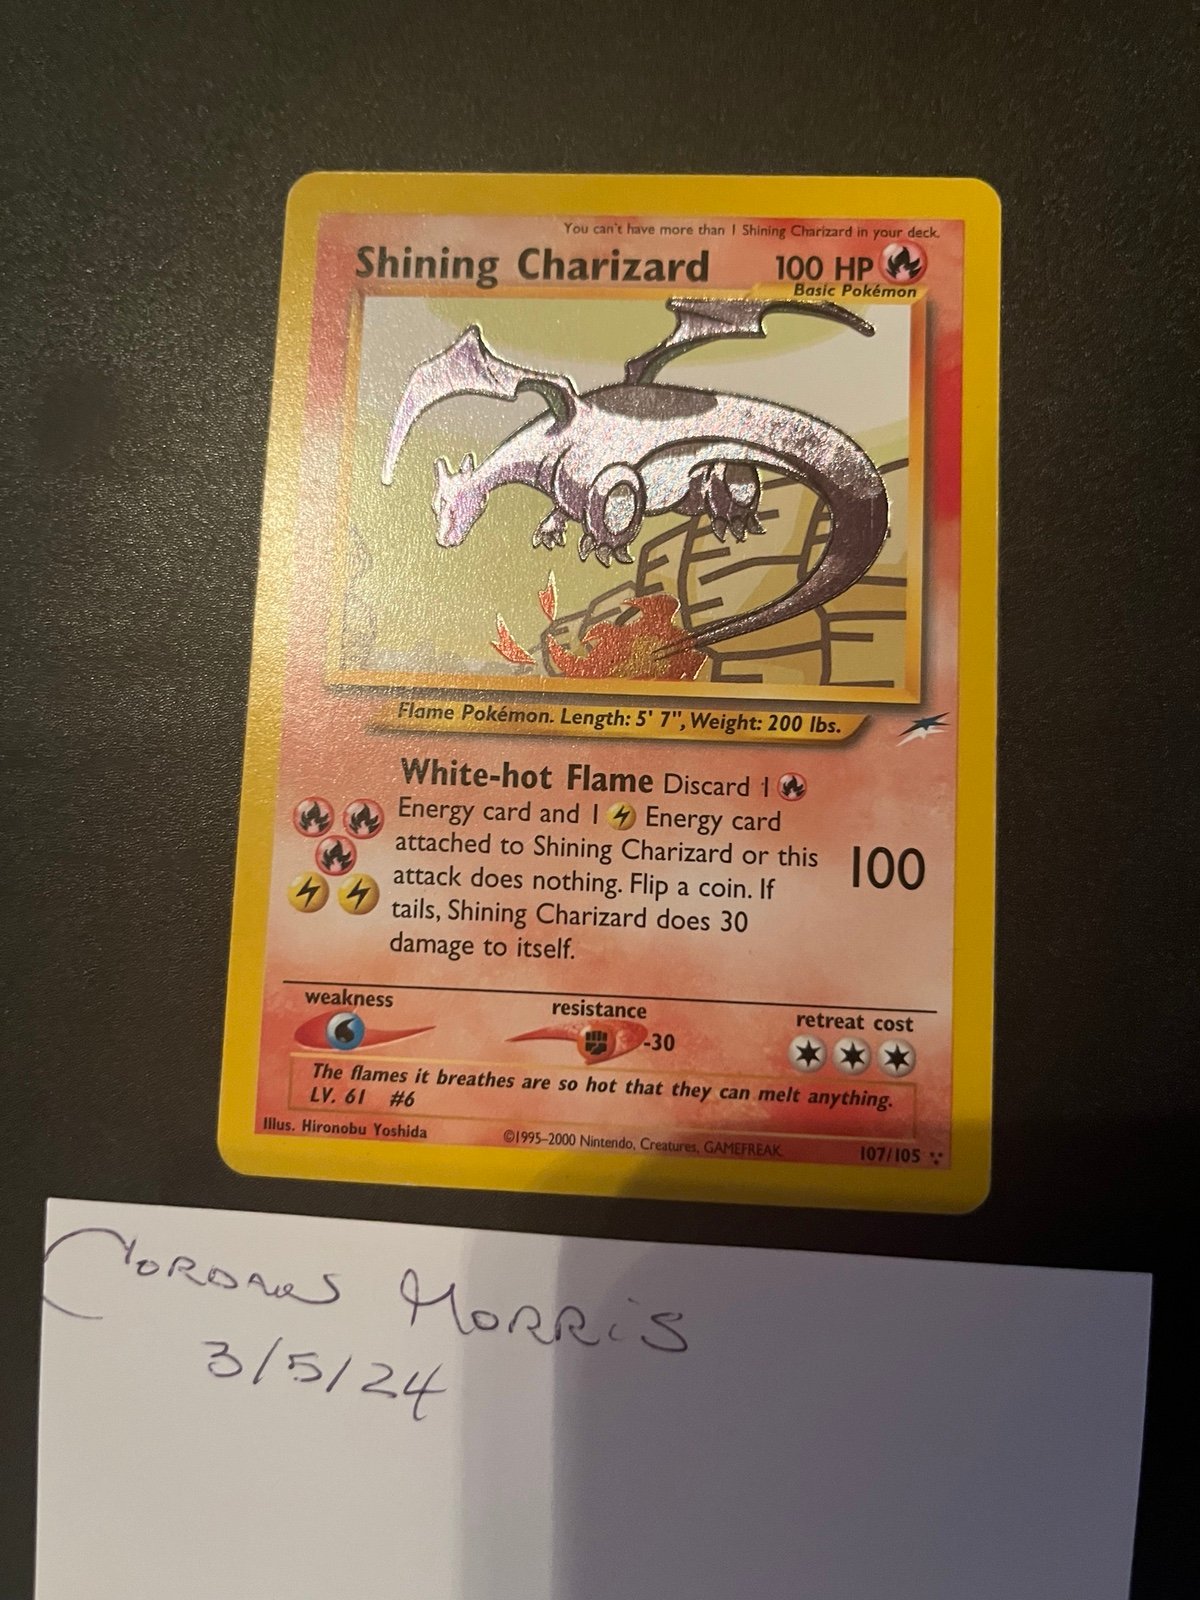 You can't have more than 1 Shining Charizard in your deck.
Shining Charizard 100 HP
Basic Pokémon
Flame Pokémon. Length: 5' 7", Weight: 200 lbs.
White-hot Flame Discard 1
Energy card and 1 Energy card
attached to Shining Charizard or this
attack does nothing. Flip a coin. If
tails, Shining Charizard does 30
damage to itself.
100
weakness
resistance
-30
retreat cost
The flames it breathes are so hot that they can melt anything.
LV. 61 #6
Illus. Hironobu Yoshida
©1995–2000 Nintendo, Creatures, GAMEFREAK.
107/105
MORRiS
3/5/24